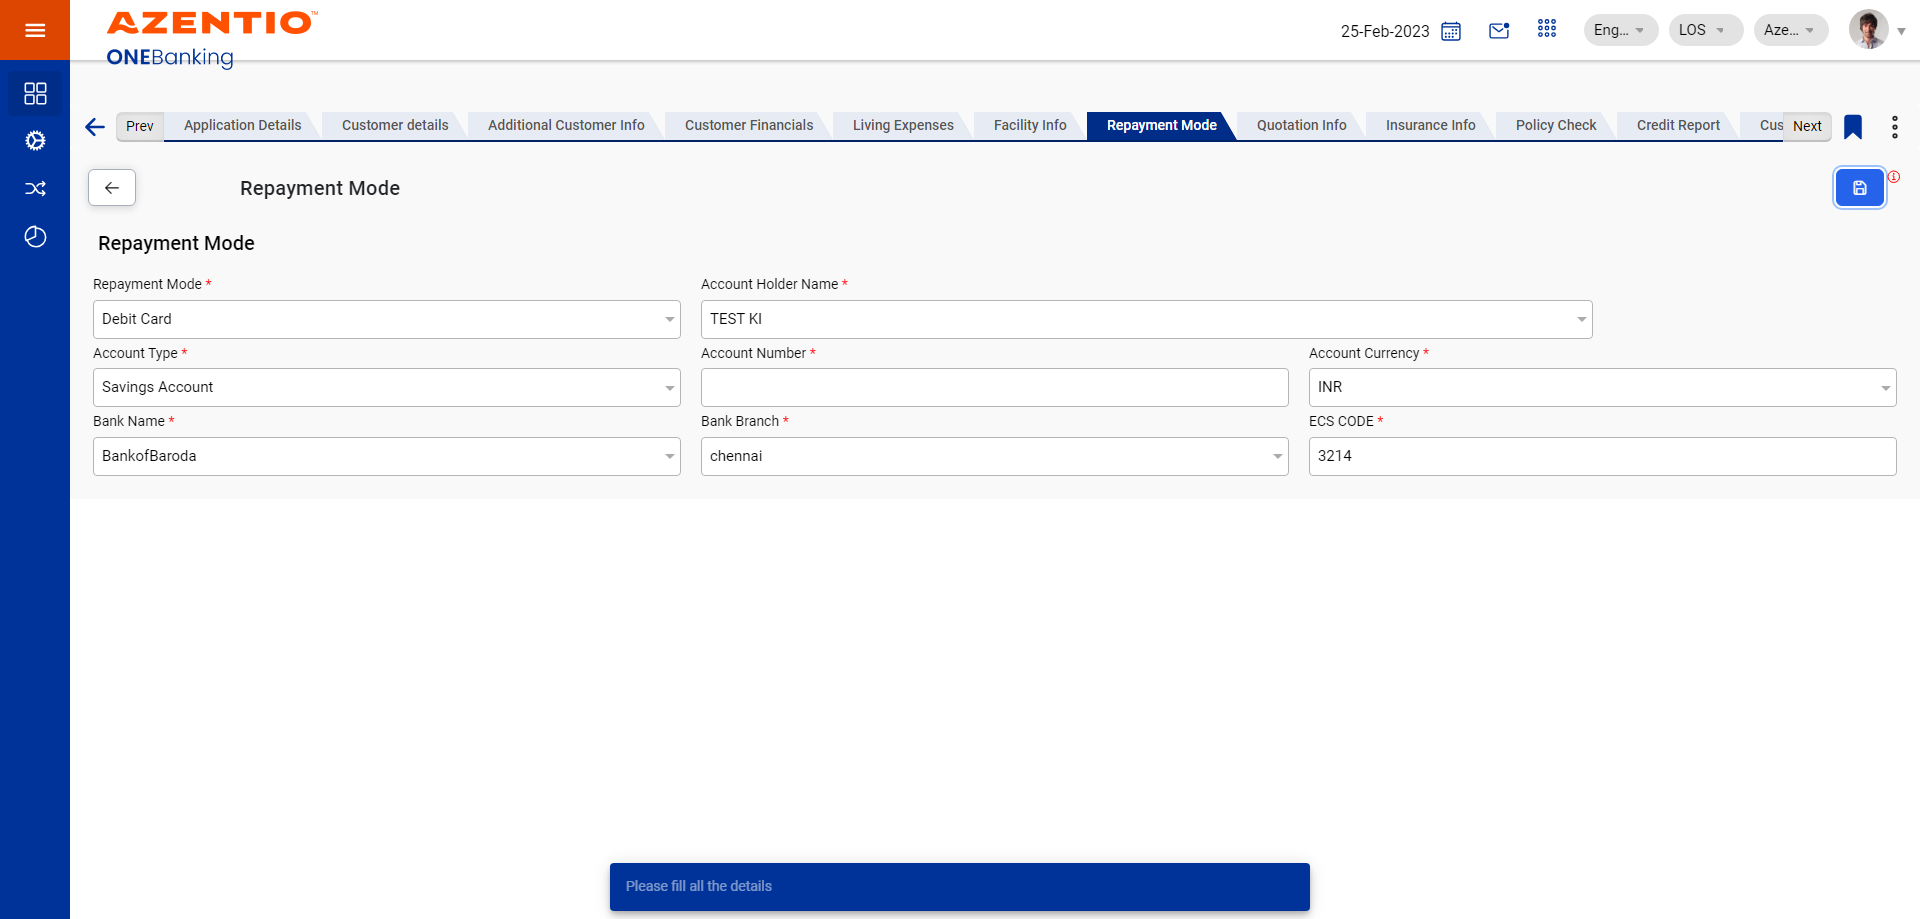 AZENTIO™
ONEBanking
25-Feb-2023
Eng...
LOS
Aze...
Prev
Application Details
Customer details
Additional Customer Info
Customer Financials
Living Expenses
Facility Info
Repayment Mode
Quotation Info
Insurance Info
Policy Check
Credit Report
Cus
Next
Repayment Mode
Repayment Mode
Repayment Mode *
Account Holder Name *
Debit Card
TEST KI
Account Type *
Account Number *
Account Currency *
Savings Account
INR
Bank Name *
Bank Branch *
ECS CODE *
BankofBaroda
chennai
3214
Please fill all the details